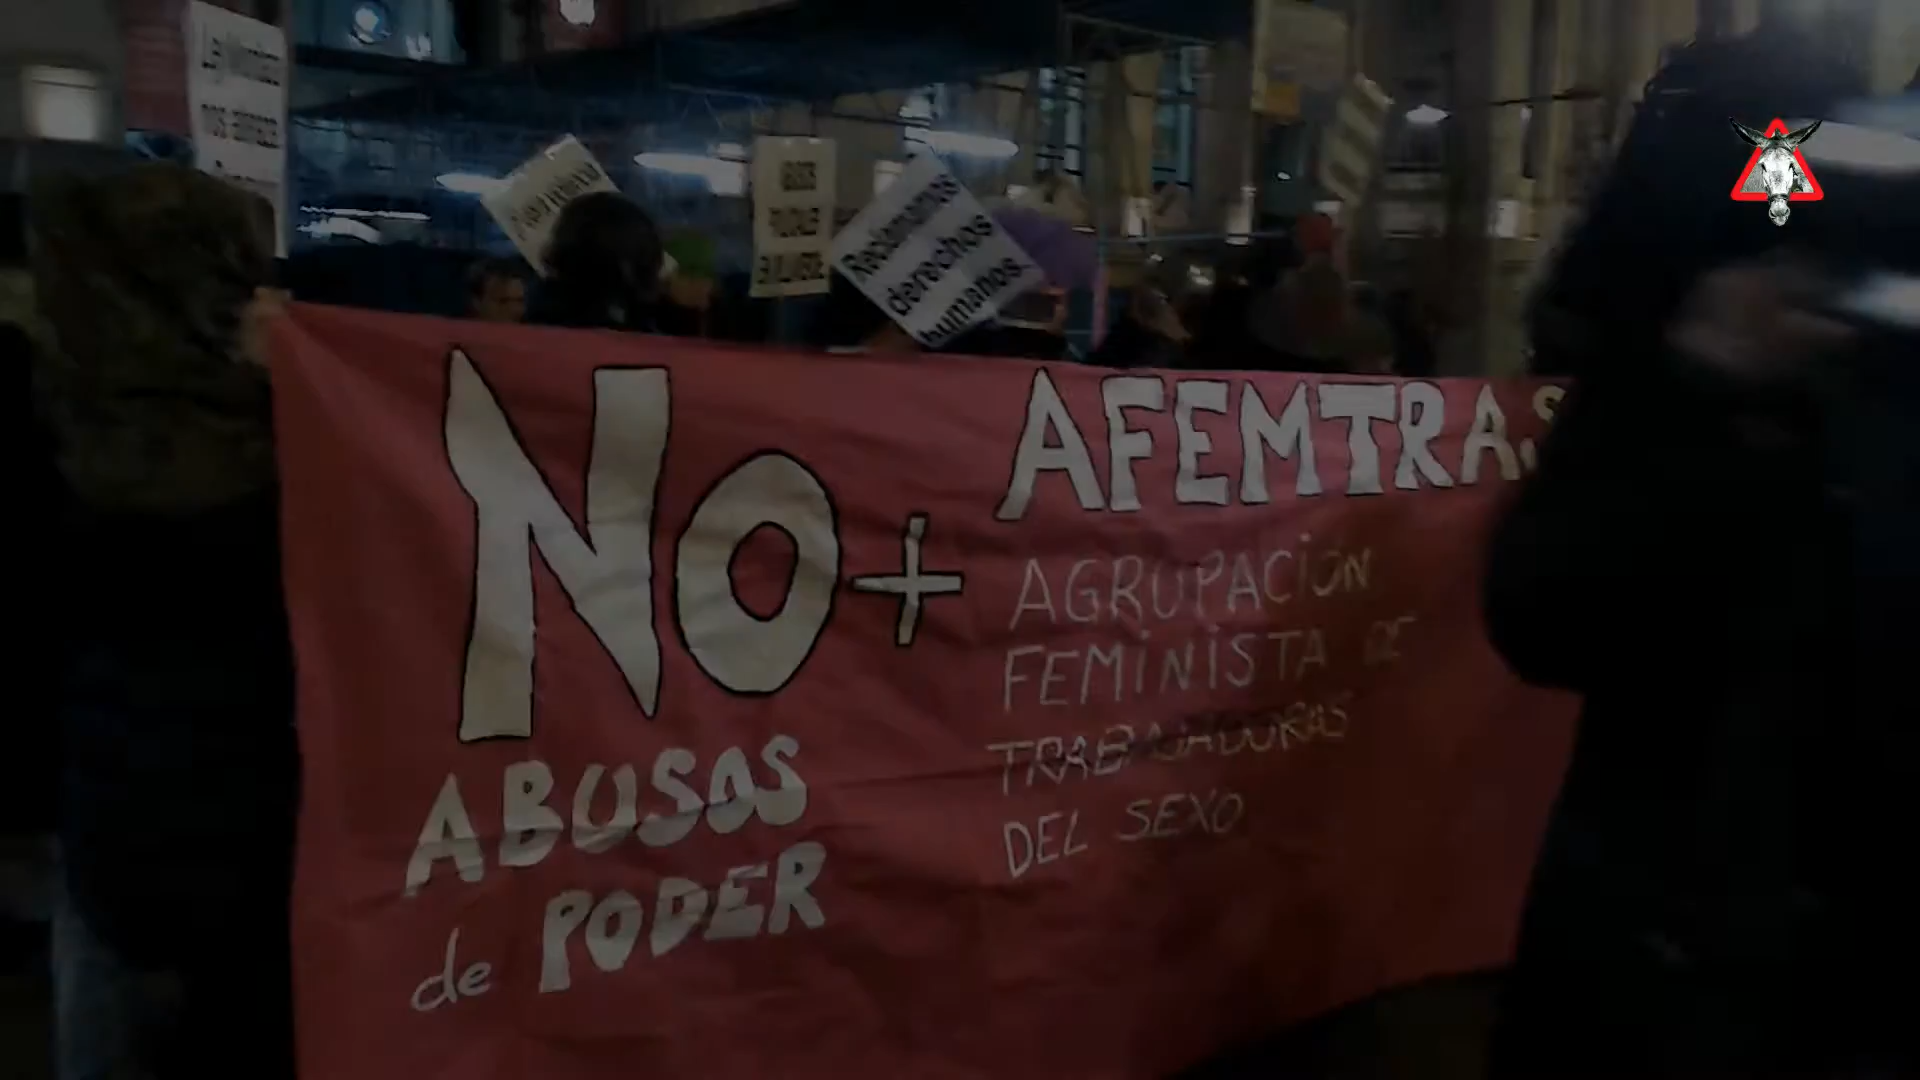 Reclamamos
derechos
humanos
NO+
ABUSOS
de PODER
AFEMTRAS
AGRUPACIÓN
FEMINISTA DE
TRABAJADORAS
DEL SEXO